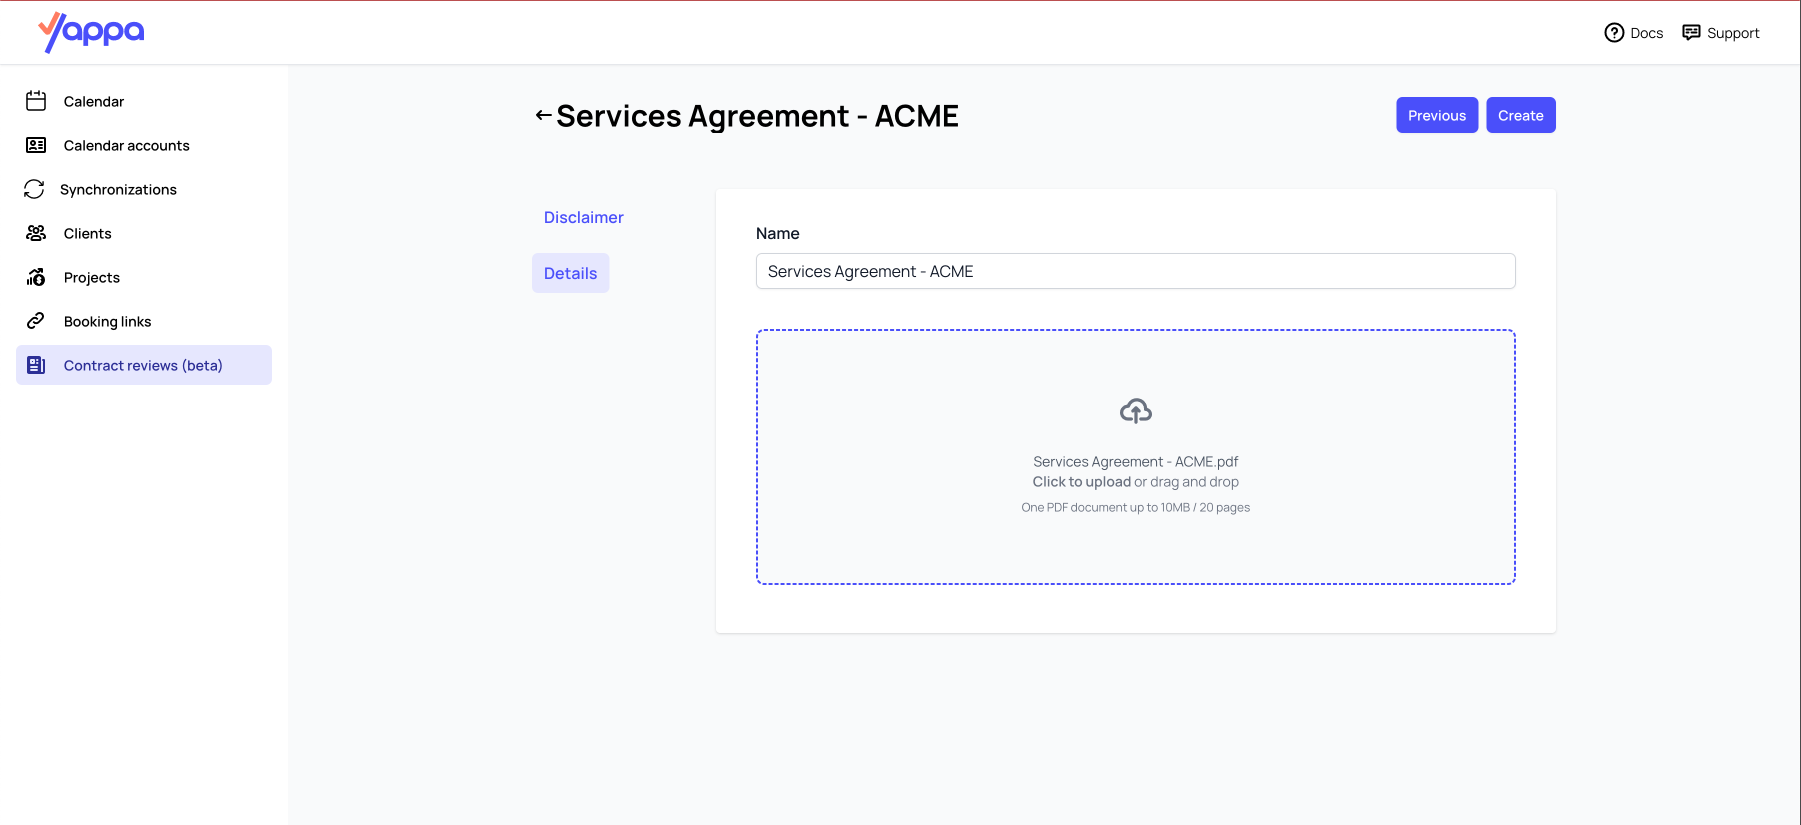 appa
Docs
Support
Calendar
Calendar accounts
Synchronizations
Clients
Projects
Booking links
Contract reviews (beta)
Services Agreement - ACME
Previous
Create
Disclaimer
Details
Name
Services Agreement - ACME
Services Agreement - ACME.pdf
Click to upload or drag and drop
One PDF document up to 10MB / 20 pages